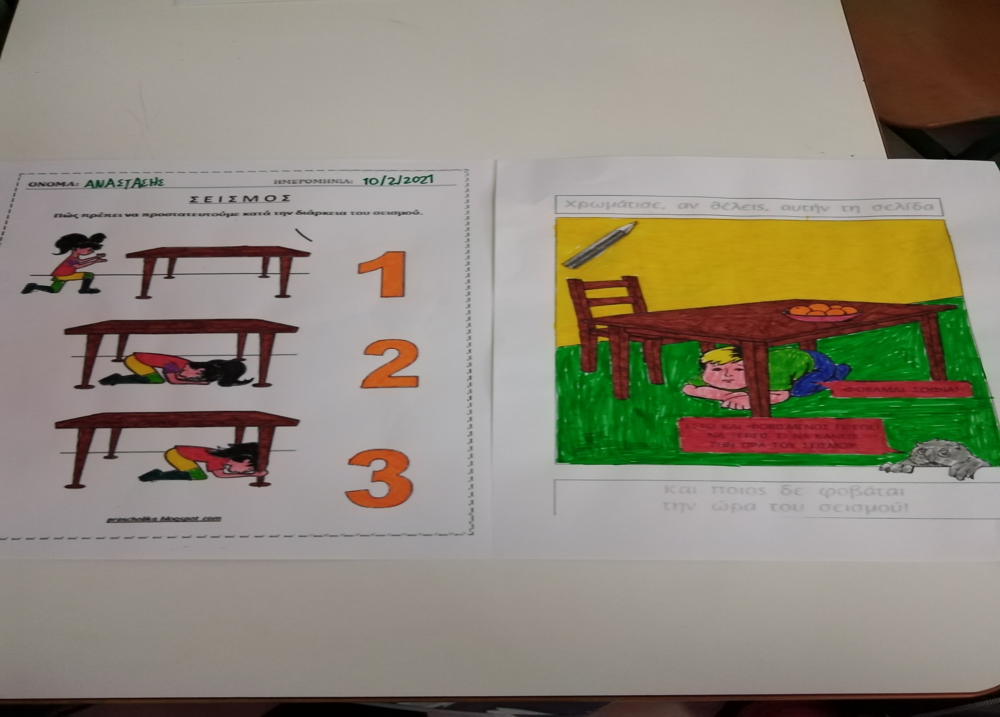 ΟΝΟΜΑ: ΑΝΑΣΤΑΣΗΣ ΗΜΕΡΟΜΗΝΙΑ: 10/2/2021
ΣΕΙΣΜΟΣ
Πώς πρέπει να προστατευτούμε κατά την διάρκεια του σεισμού.
1
2
3
proscholika.blogspot.com
Χρωμάτισε, αν θέλεις, αυτήν τη σελίδα
ΦΟΒΑΜΑΙ ΣΟΦΙΑ!
ΕΣΤΩ ΚΑΙ ΦΟΒΙΣΜΕΝΟΣ ΠΡΕΠΕΙ
ΝΑ ΞΕΡΕΙΣ ΤΙ ΝΑ ΚΑΝΕΙΣ
ΤΗΝ ΩΡΑ ΤΟΥ ΣΕΙΣΜΟΥ!
Και ποιος δε φοβάται
την ώρα του σεισμού!